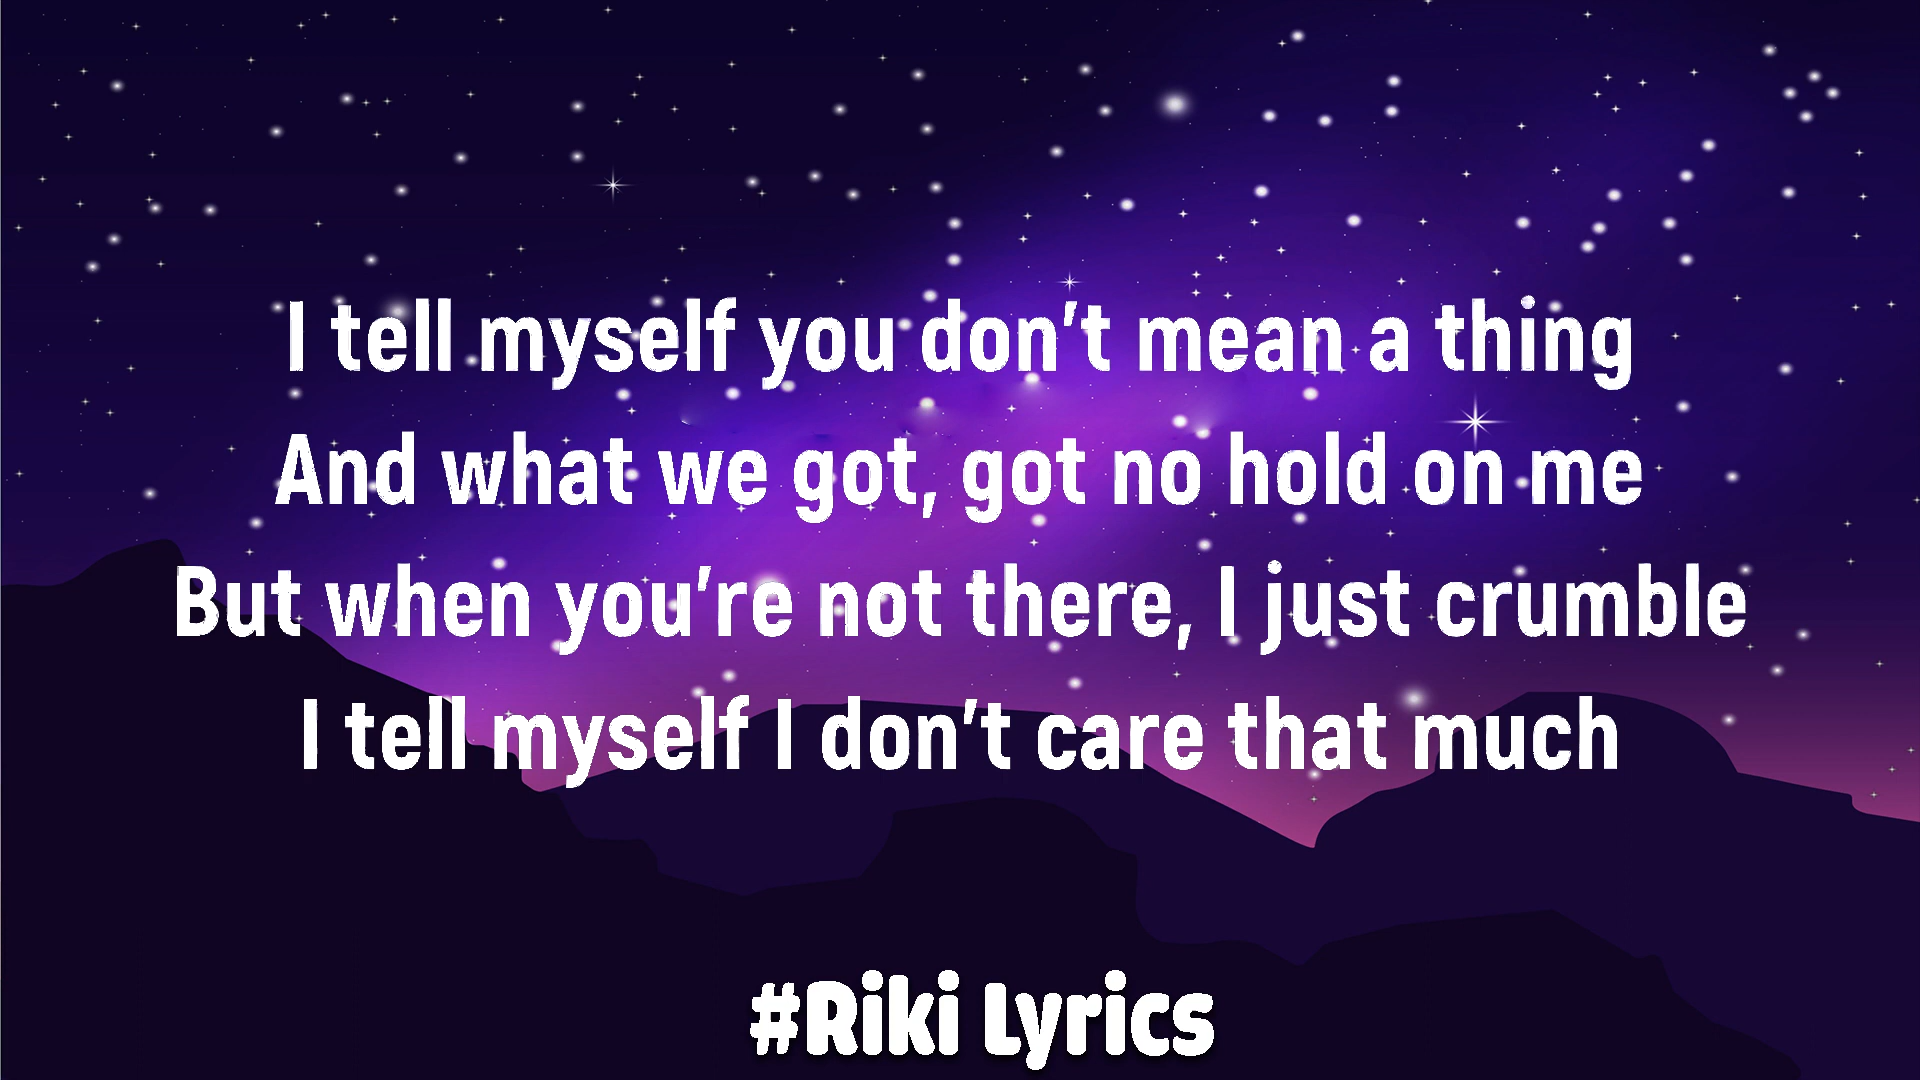 I tell myself you don't mean a thing
And what we got, got no hold on me
But when you're not there, I just crumble
I tell myself I don't care that much
#Riki Lyrics